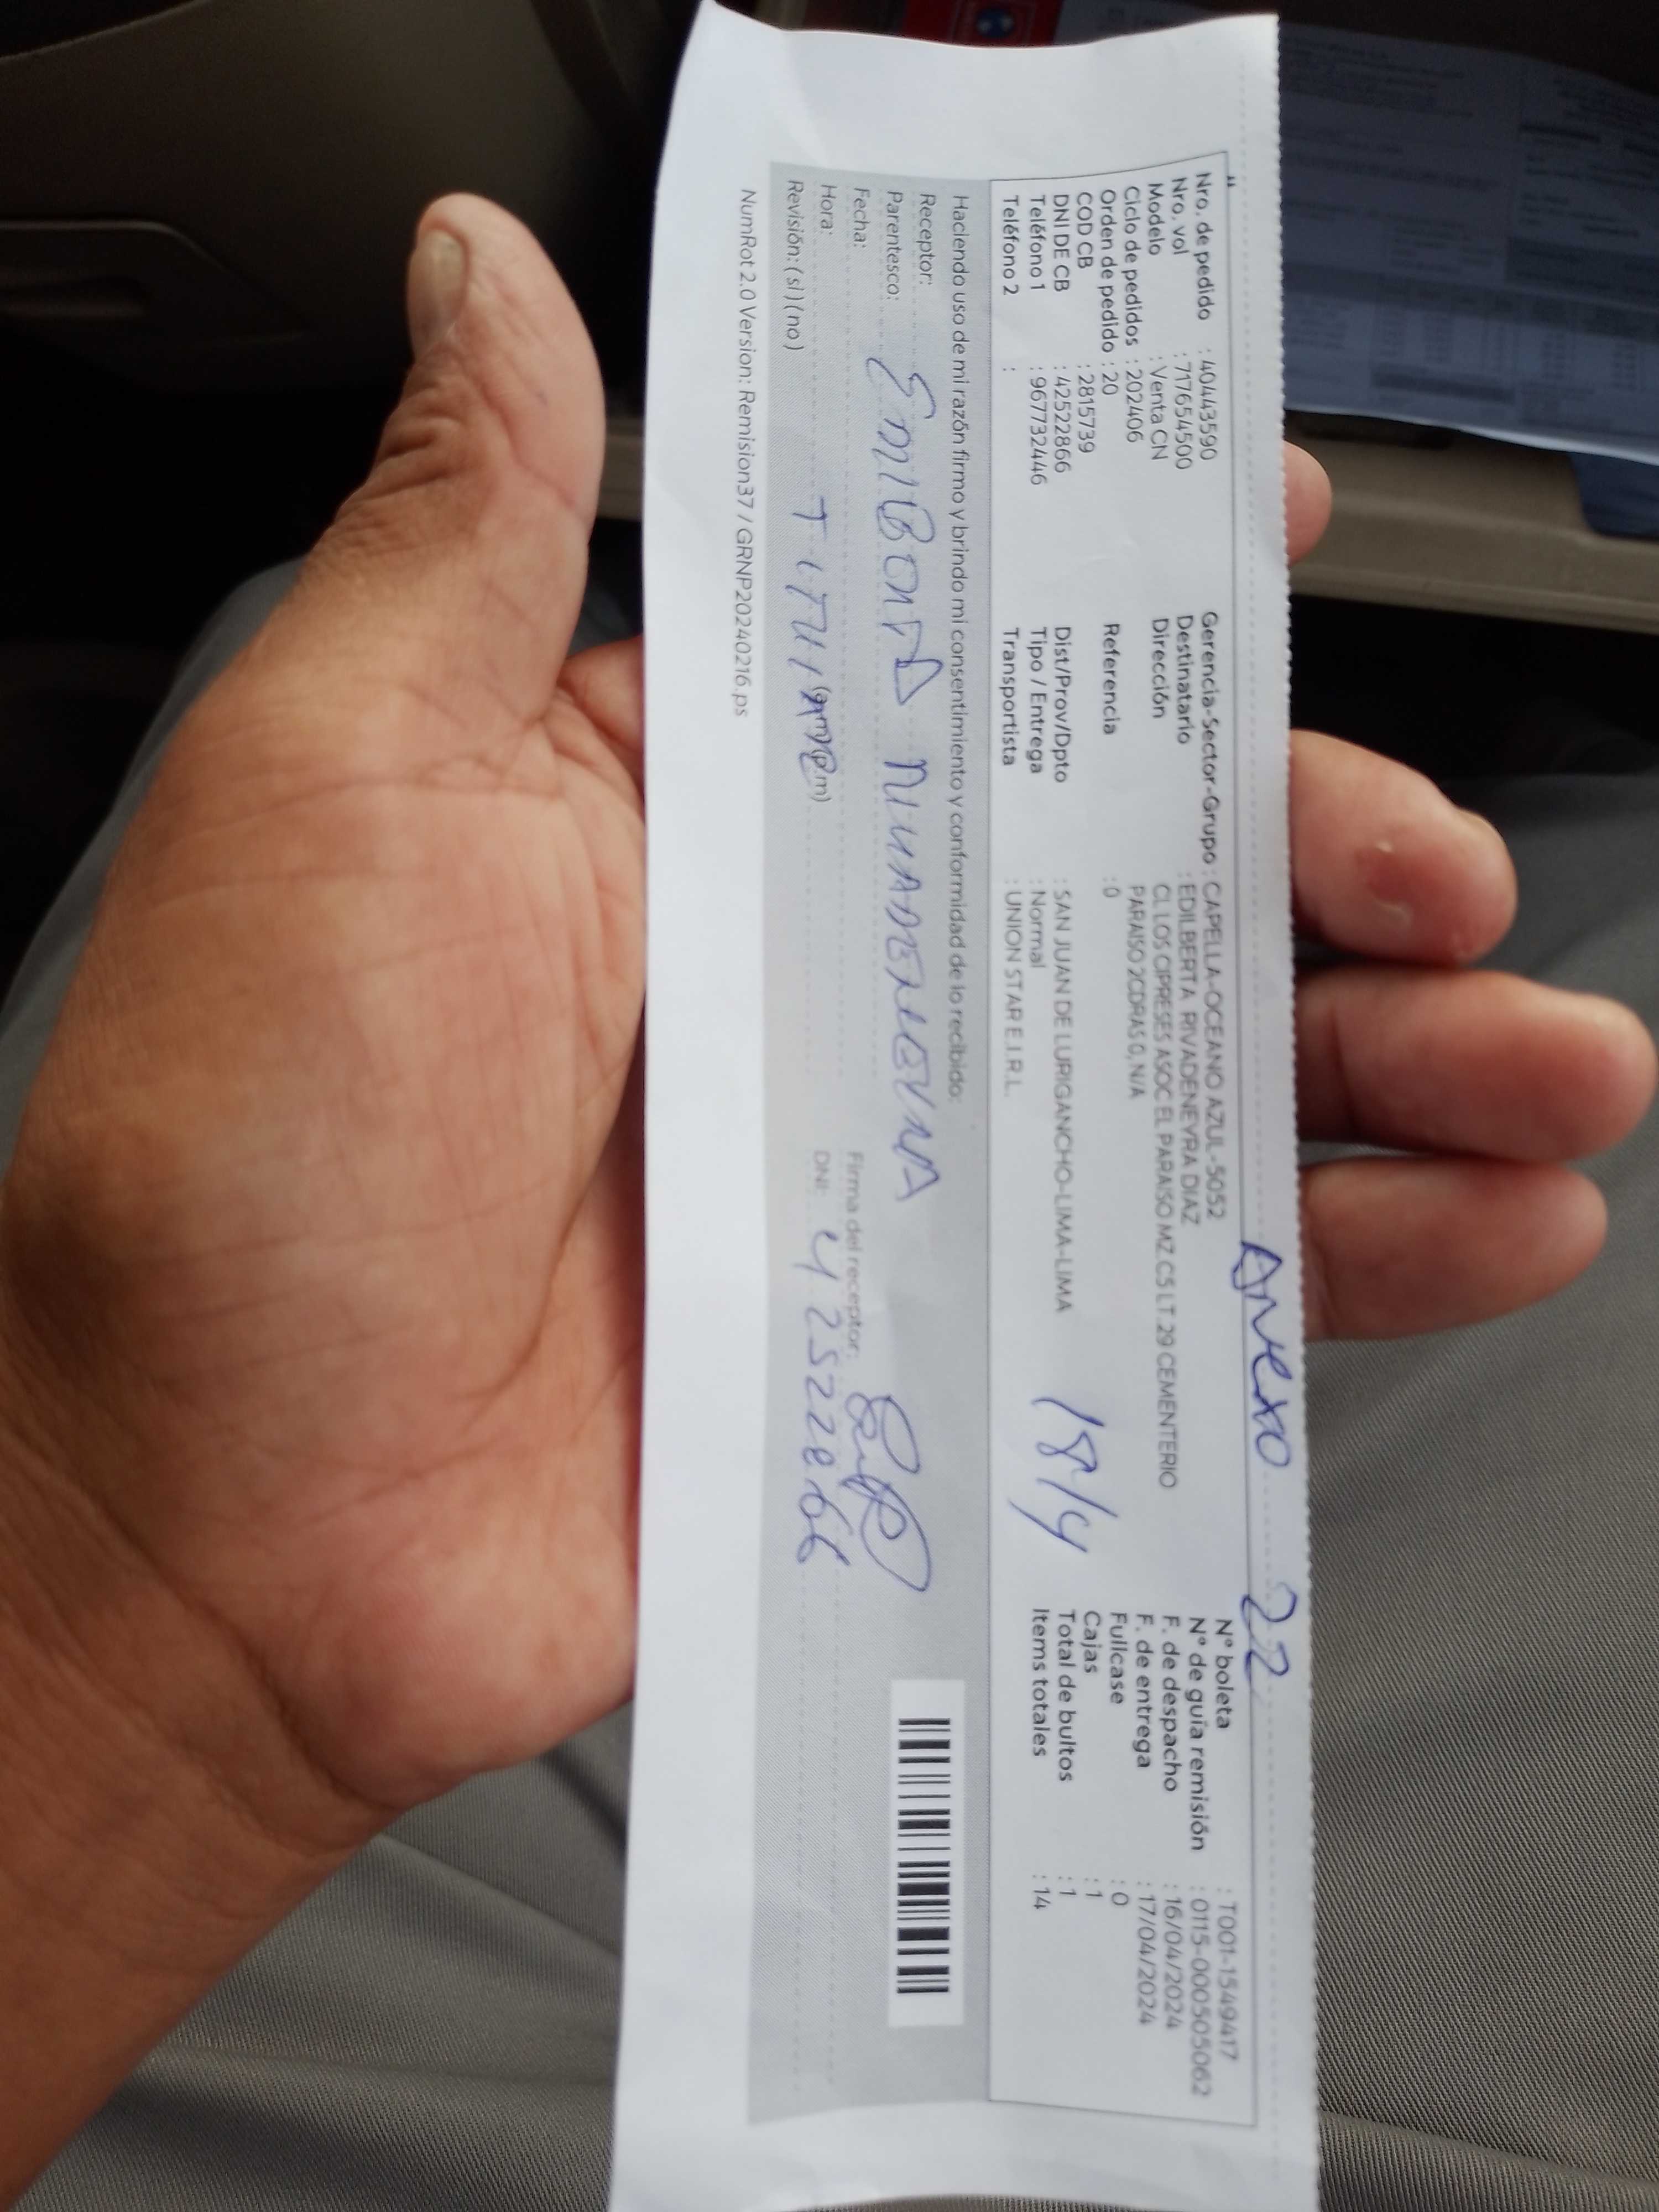 Anexo 22
Nro. de pedido : 40443590
Nro. vol : 717654500
Modelo : Venta CN
Ciclo de pedidos : 202406
Orden de pedido : 20
COD CB : 2815739
DNI DE CB : 42522866
Teléfono 1 : 967732446
Teléfono 2 :
Gerencia-Sector-Grupo : CAPELLA-OCEANO AZUL -5052
Destinatario : EDILBERTA RIVADENEYRA DIAZ
Dirección CL LOS CIPRESES ASOC EL PARAISO MZ.C5 LT.29 CEMENTERIO
PARAISO 2CDRAS 0, N/A
Referencia : 0
Dist/Prov/Dpto : SAN JUAN DE LURIGANCHO-LIMA-LIMA
Tipo / Entrega : Normal
Transportista : UNION STAR E.I.R.L.
18/4
N° boleta : T001-1549417
N° de guía remisión : 0115-000505062
F. de despacho : 16/04/2024
F. de entrega : 17/04/2024
Fullcase : 0
Cajas : 1
Total de bultos : 1
Items totales : 14
Haciendo uso de mi razón firmo y brindo mi consentimiento y conformidad de lo recibido:
Receptor:
Parentesco:
Fecha:
Hora:
Revisión: (si) (no)
Firma del receptor:
DNI: 42522866
NumRot 2.0 Version: Remision37 / GRNP20240216.ps